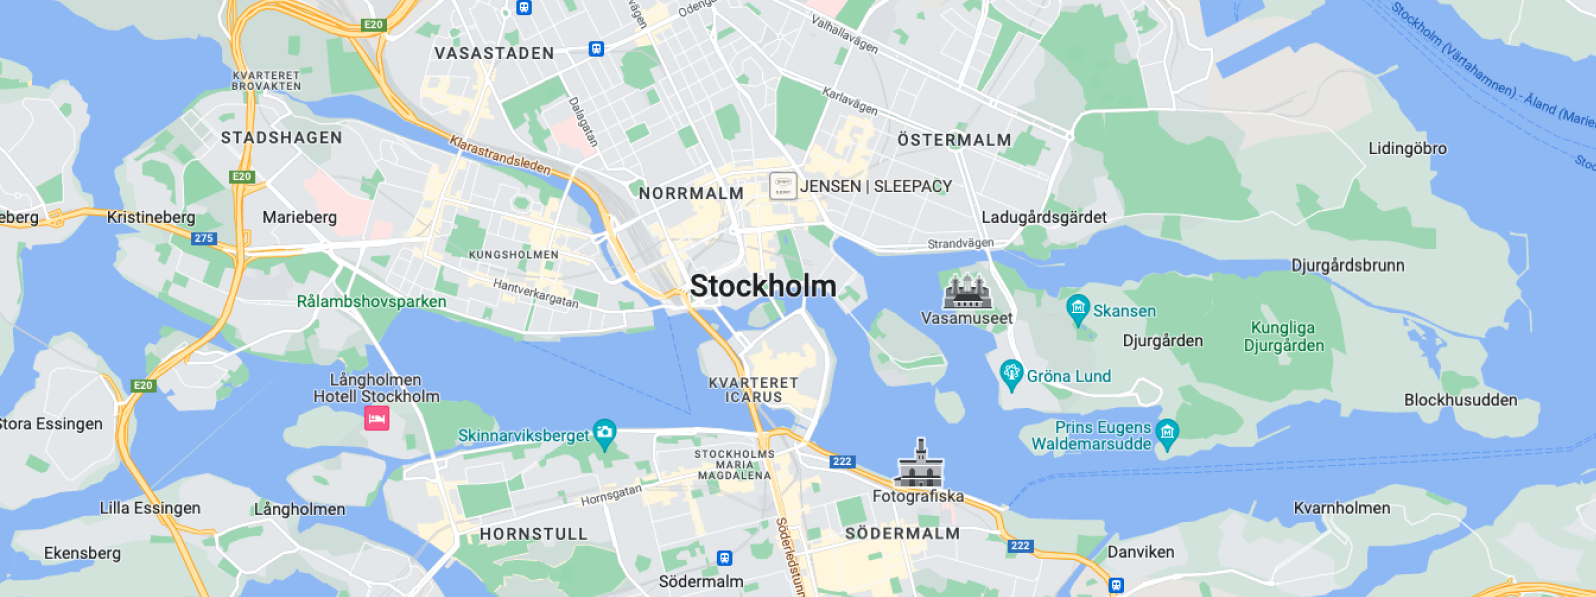 E20
Odengatan
Valhallavägen
VASASTADEN
Stockholm (Värtahamnen) - Åland (Marie
Stoc
KVARTERET
BROVAKTEN
Karlavägen
Dalagatan
STADSHAGEN
ÖSTERMALM
Klarastrandsleden
Lidingöbro
E20
NORRMALM
JENSEN | SLEEPACY
eberg
Kristineberg
Marieberg
Ladugårdsgärdet
275
Strandvägen
KUNGSHOLMEN
Djurgårdsbrunn
Stockholm
Hantverkargatan
Rålambshovsparken
Vasamuseet
Skansen
Kungliga
Djurgården
Djurgården
E20
Långholmen
Hotell Stockholm
KVARTERET
ICARUS
Gröna Lund
Blockhusudden
Stora Essingen
Skinnarviksberget
Prins Eugens
Waldemarsudde
STOCKHOLMS
MARIA
MAGDALENA
222
Hornsgatan
Fotografiska
Lilla Essingen
Långholmen
Kvarnholmen
HORNSTULL
SÖDERMALM
222
Ekensberg
Danviken
Södermalm
Söderledstunn